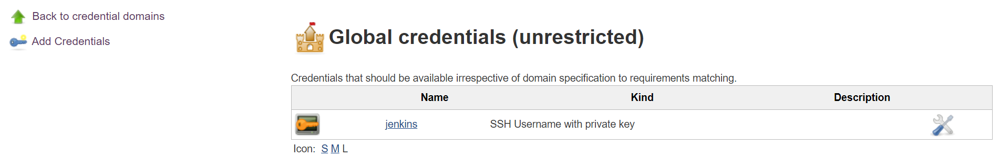 Back to credential domains
Add Credentials
Global credentials (unrestricted)
Credentials that should be available irrespective of domain specification to requirements matching.
Name Kind Description
jenkins SSH Username with private key
Icon: S M L